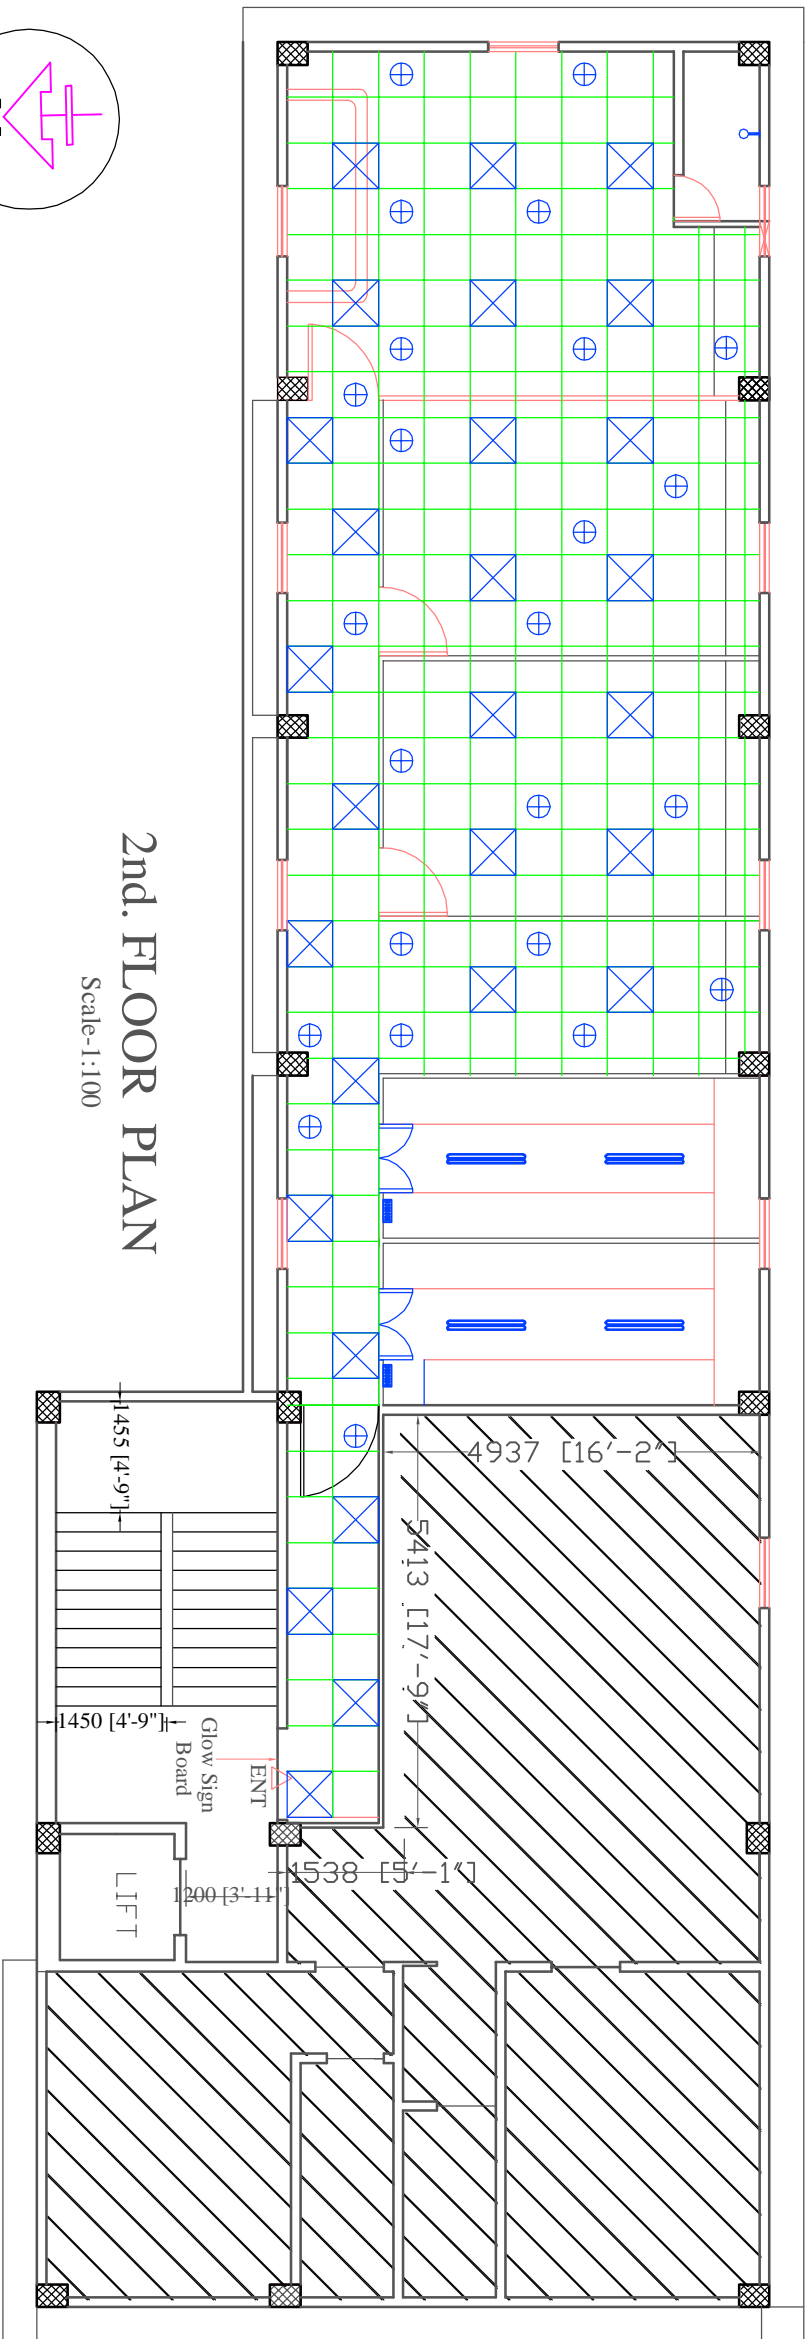 2nd. FLOOR PLAN
Scale-1:100
4937 [16'-2"]
5413 [17'-9"]
1455 [4'-9"]
1450 [4'-9"]
Glow Sign
Board
ENT
1538 [5'-1"]
1200 [3'-11"]
LIFT